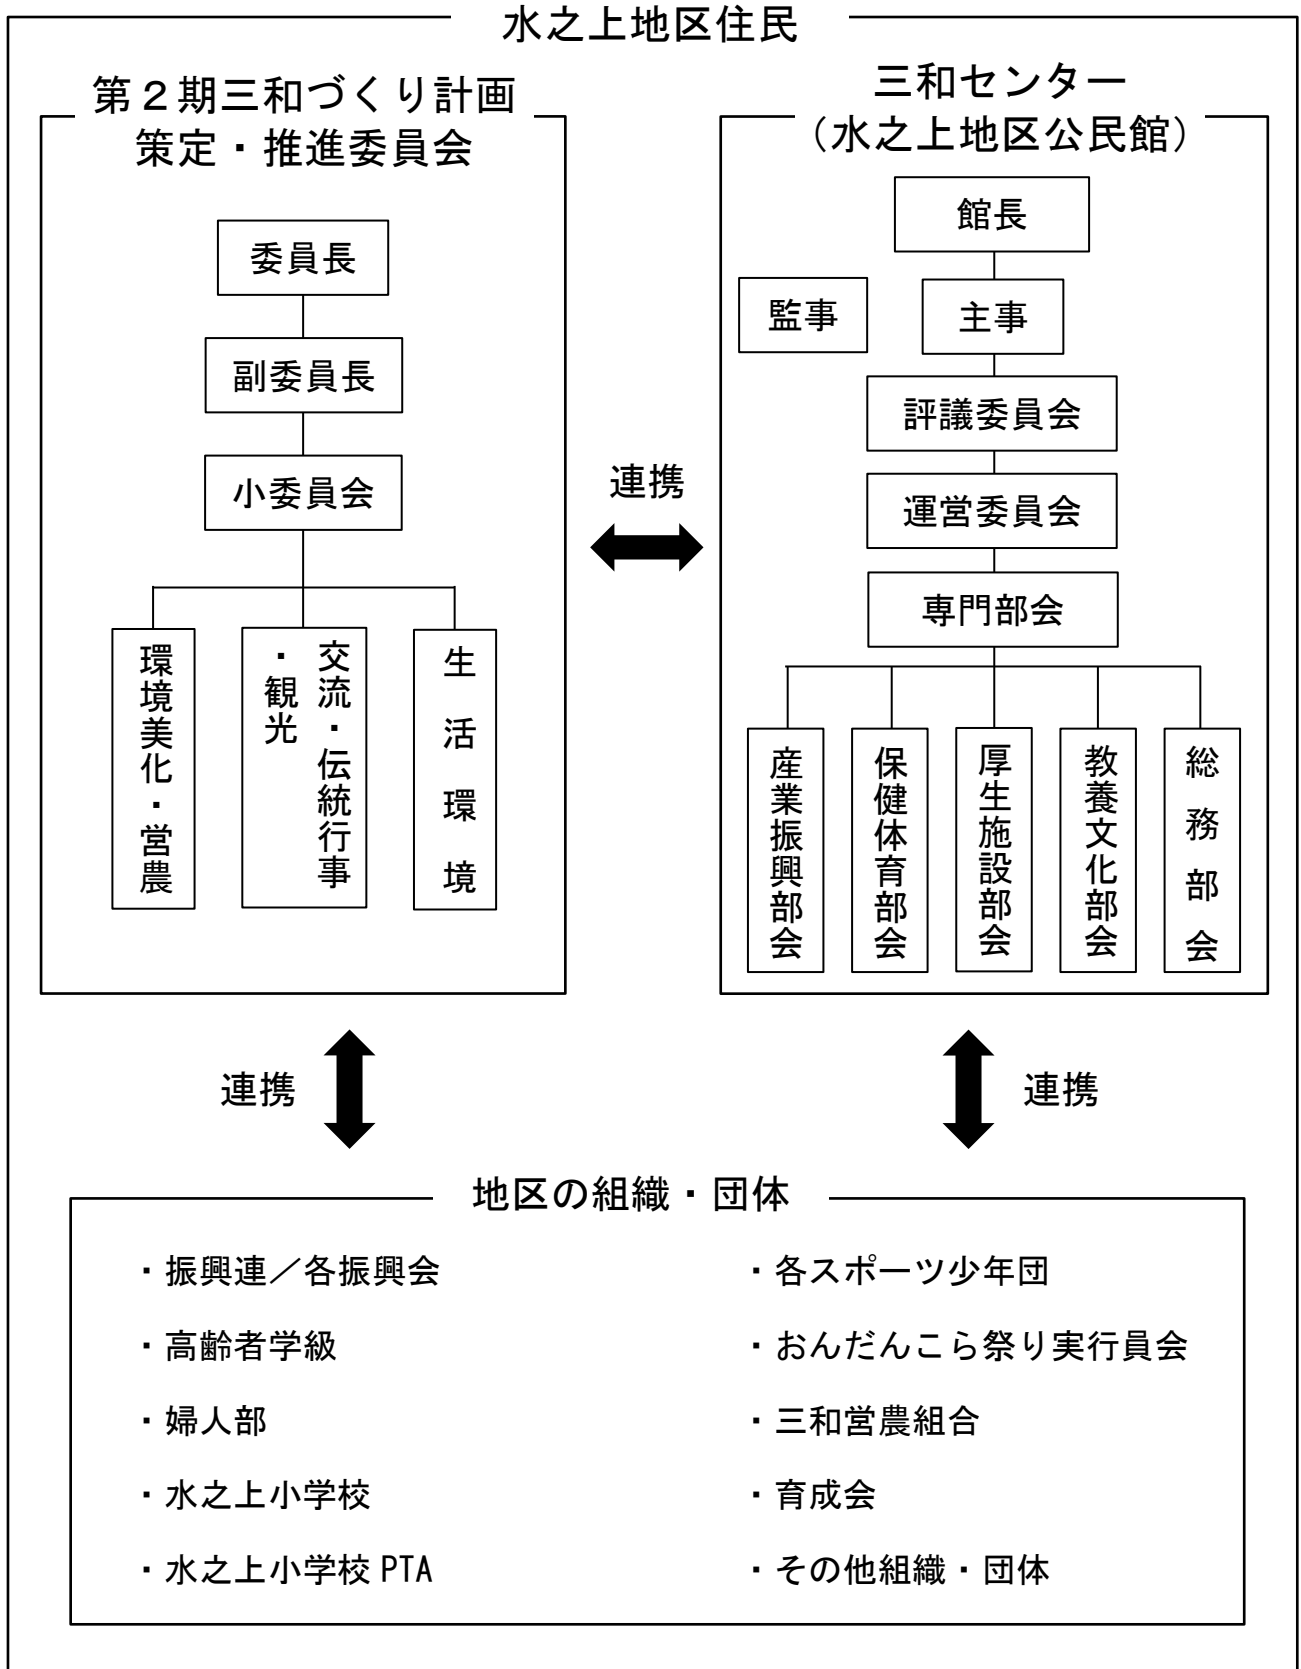 水之上地区住民
第２期三和づくり計画
策定・推進委員会
委員長
副委員長
小委員会
環境美化・営農
交流・伝統行事
・観光
生活環境
連携
三和センター
（水之上地区公民館）
館長
監事
主事
評議委員会
運営委員会
専門部会
産業振興部会
保健体育部会
厚生施設部会
教養文化部会
総務部会
連携
連携
地区の組織・団体
・振興連／各振興会
・高齢者学級
・婦人部
・水之上小学校
・水之上小学校 PTA
・各スポーツ少年団
・おんだんこら祭り実行員会
・三和営農組合
・育成会
・その他組織・団体